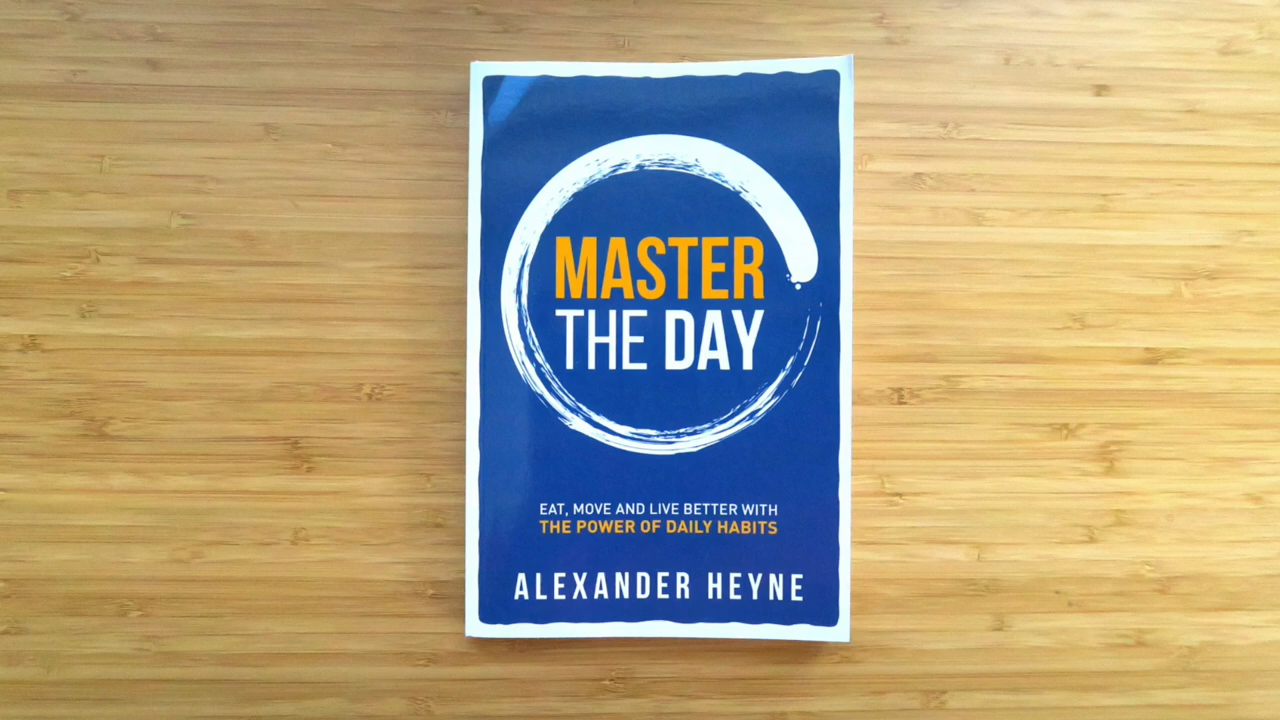 MASTER
THE DAY
EAT, MOVE AND LIVE BETTER WITH
THE POWER OF DAILY HABITS
ALEXANDER HEYNE